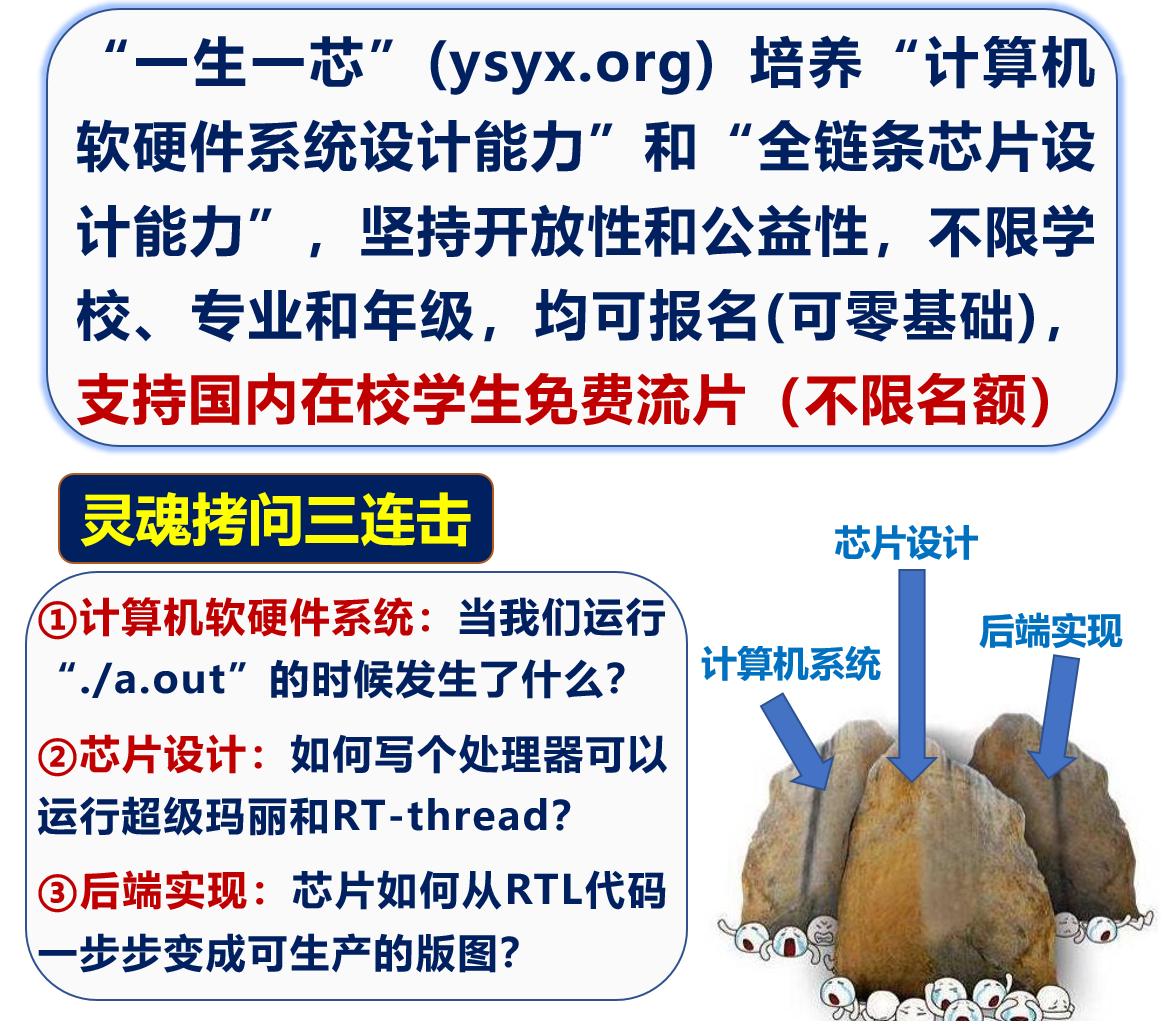 “一生一芯”(ysyx.org) 培养“计算机
软硬件系统设计能力”和“全链条芯片设
计能力”，坚持开放性和公益性，不限学
校、专业和年级，均可报名(可零基础)，
支持国内在校学生免费流片（不限名额）
灵魂拷问三连击
①计算机软硬件系统：当我们运行
“./a.out”的时候发生了什么？
②芯片设计：如何写个处理器可以
运行超级玛丽和RT-thread？
③后端实现：芯片如何从RTL代码
一步步变成可生产的版图？
芯片设计
后端实现
计算机系统